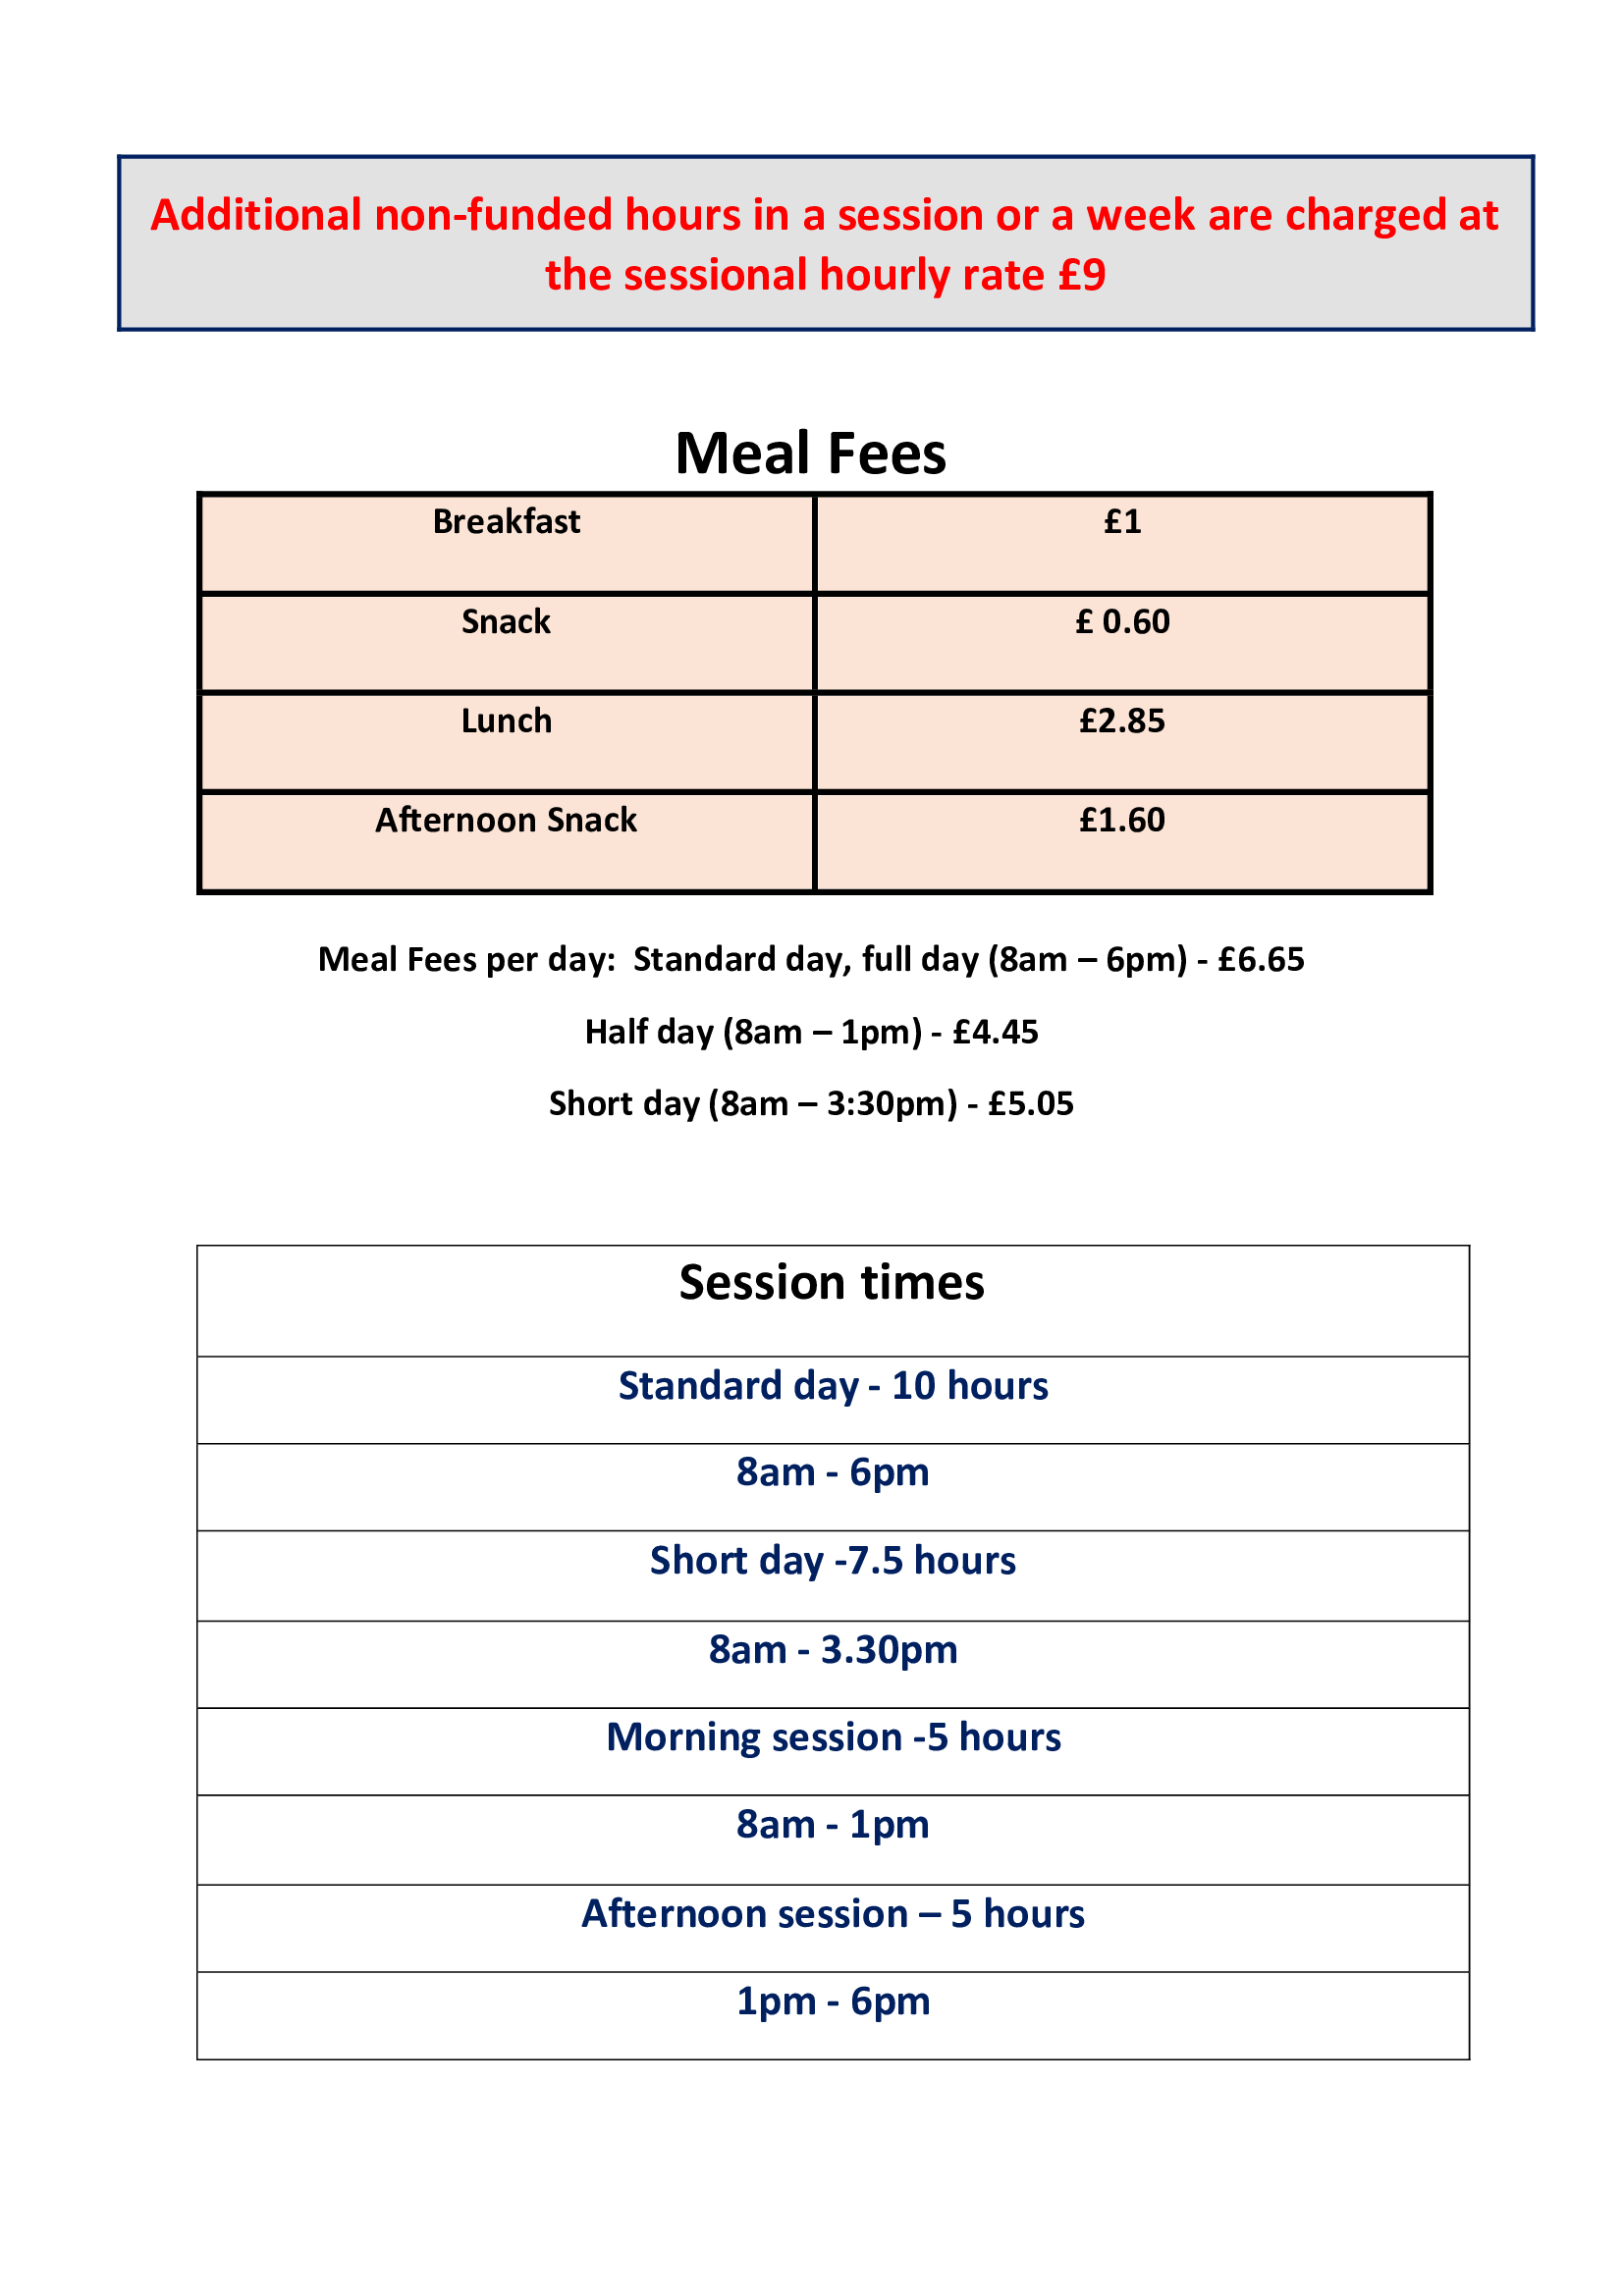 Additional non-funded hours in a session or a week are charged at
the sessional hourly rate £9
Meal Fees
Breakfast £1
Snack £ 0.60
Lunch £2.85
Afternoon Snack £1.60
Meal Fees per day:  Standard day, full day (8am – 6pm) - £6.65
Half day (8am – 1pm) - £4.45
Short day (8am – 3:30pm) - £5.05
Session times
Standard day - 10 hours
8am - 6pm
Short day -7.5 hours
8am - 3.30pm
Morning session -5 hours
8am - 1pm
Afternoon session – 5 hours
1pm - 6pm